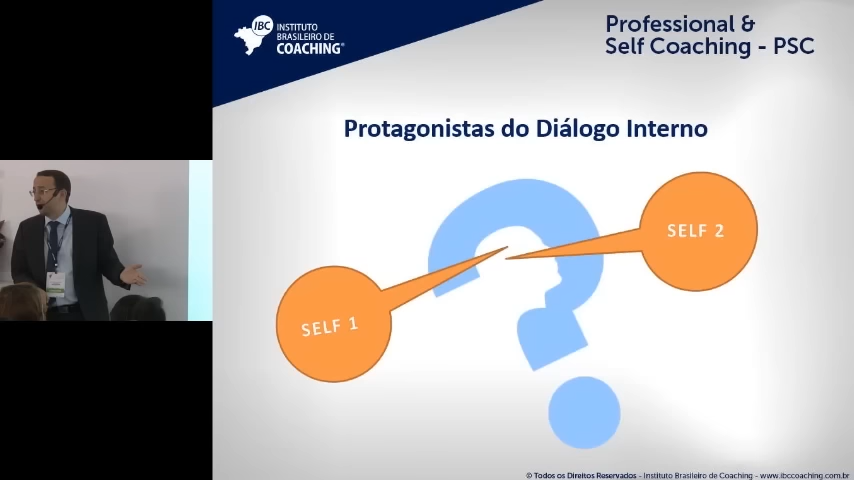 IBC
INSTITUTO
BRASILEIRO DE
COACHING®
Professional &
Self Coaching - PSC
Protagonistas do Diálogo Interno
SELF 2
SELF 1
© Todos os Direitos Reservados - Instituto Brasileiro de Coaching - www.ibccoaching.com.br